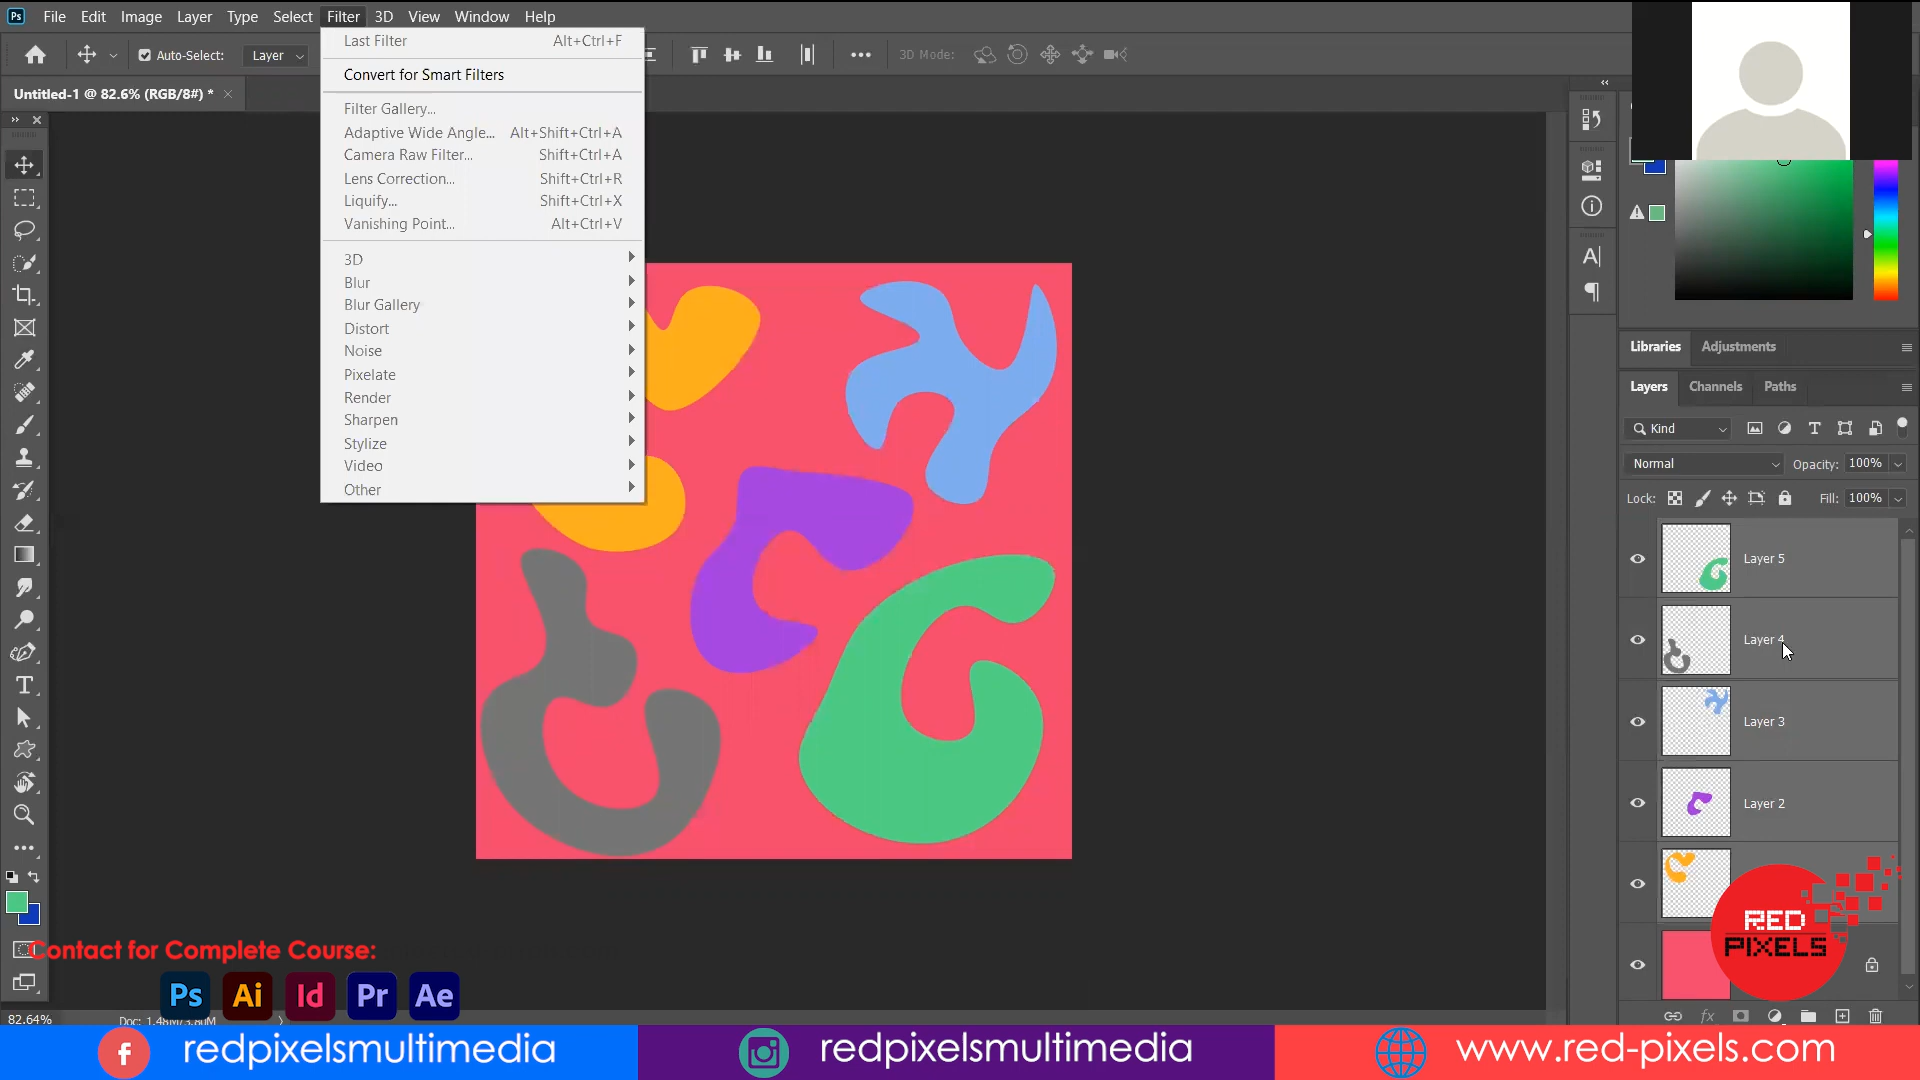 Ps File Edit Image Layer Type Select Filter 3D View Window Help
Auto-Select: Layer
3D Mode:
Untitled-1 @ 82.6% (RGB/8#) *
Last Filter Alt+Ctrl+F
Convert for Smart Filters
Filter Gallery...
Adaptive Wide Angle... Alt+Shift+Ctrl+A
Camera Raw Filter... Shift+Ctrl+A
Lens Correction... Shift+Ctrl+R
Liquify... Shift+Ctrl+X
Vanishing Point... Alt+Ctrl+V
3D
Blur
Blur Gallery
Distort
Noise
Pixelate
Render
Sharpen
Stylize
Video
Other
Libraries Adjustments
Layers Channels Paths
Kind
Normal Opacity: 100%
Lock: Fill: 100%
Layer 5
Layer 4
Layer 3
Layer 2
RED
PIXELS
Contact for Complete Course:
Ps Ai Id Pr Ae
82.64% Doc: 1.48M/3.80M
redpixelsmultimedia redpixelsmultimedia www.red-pixels.com